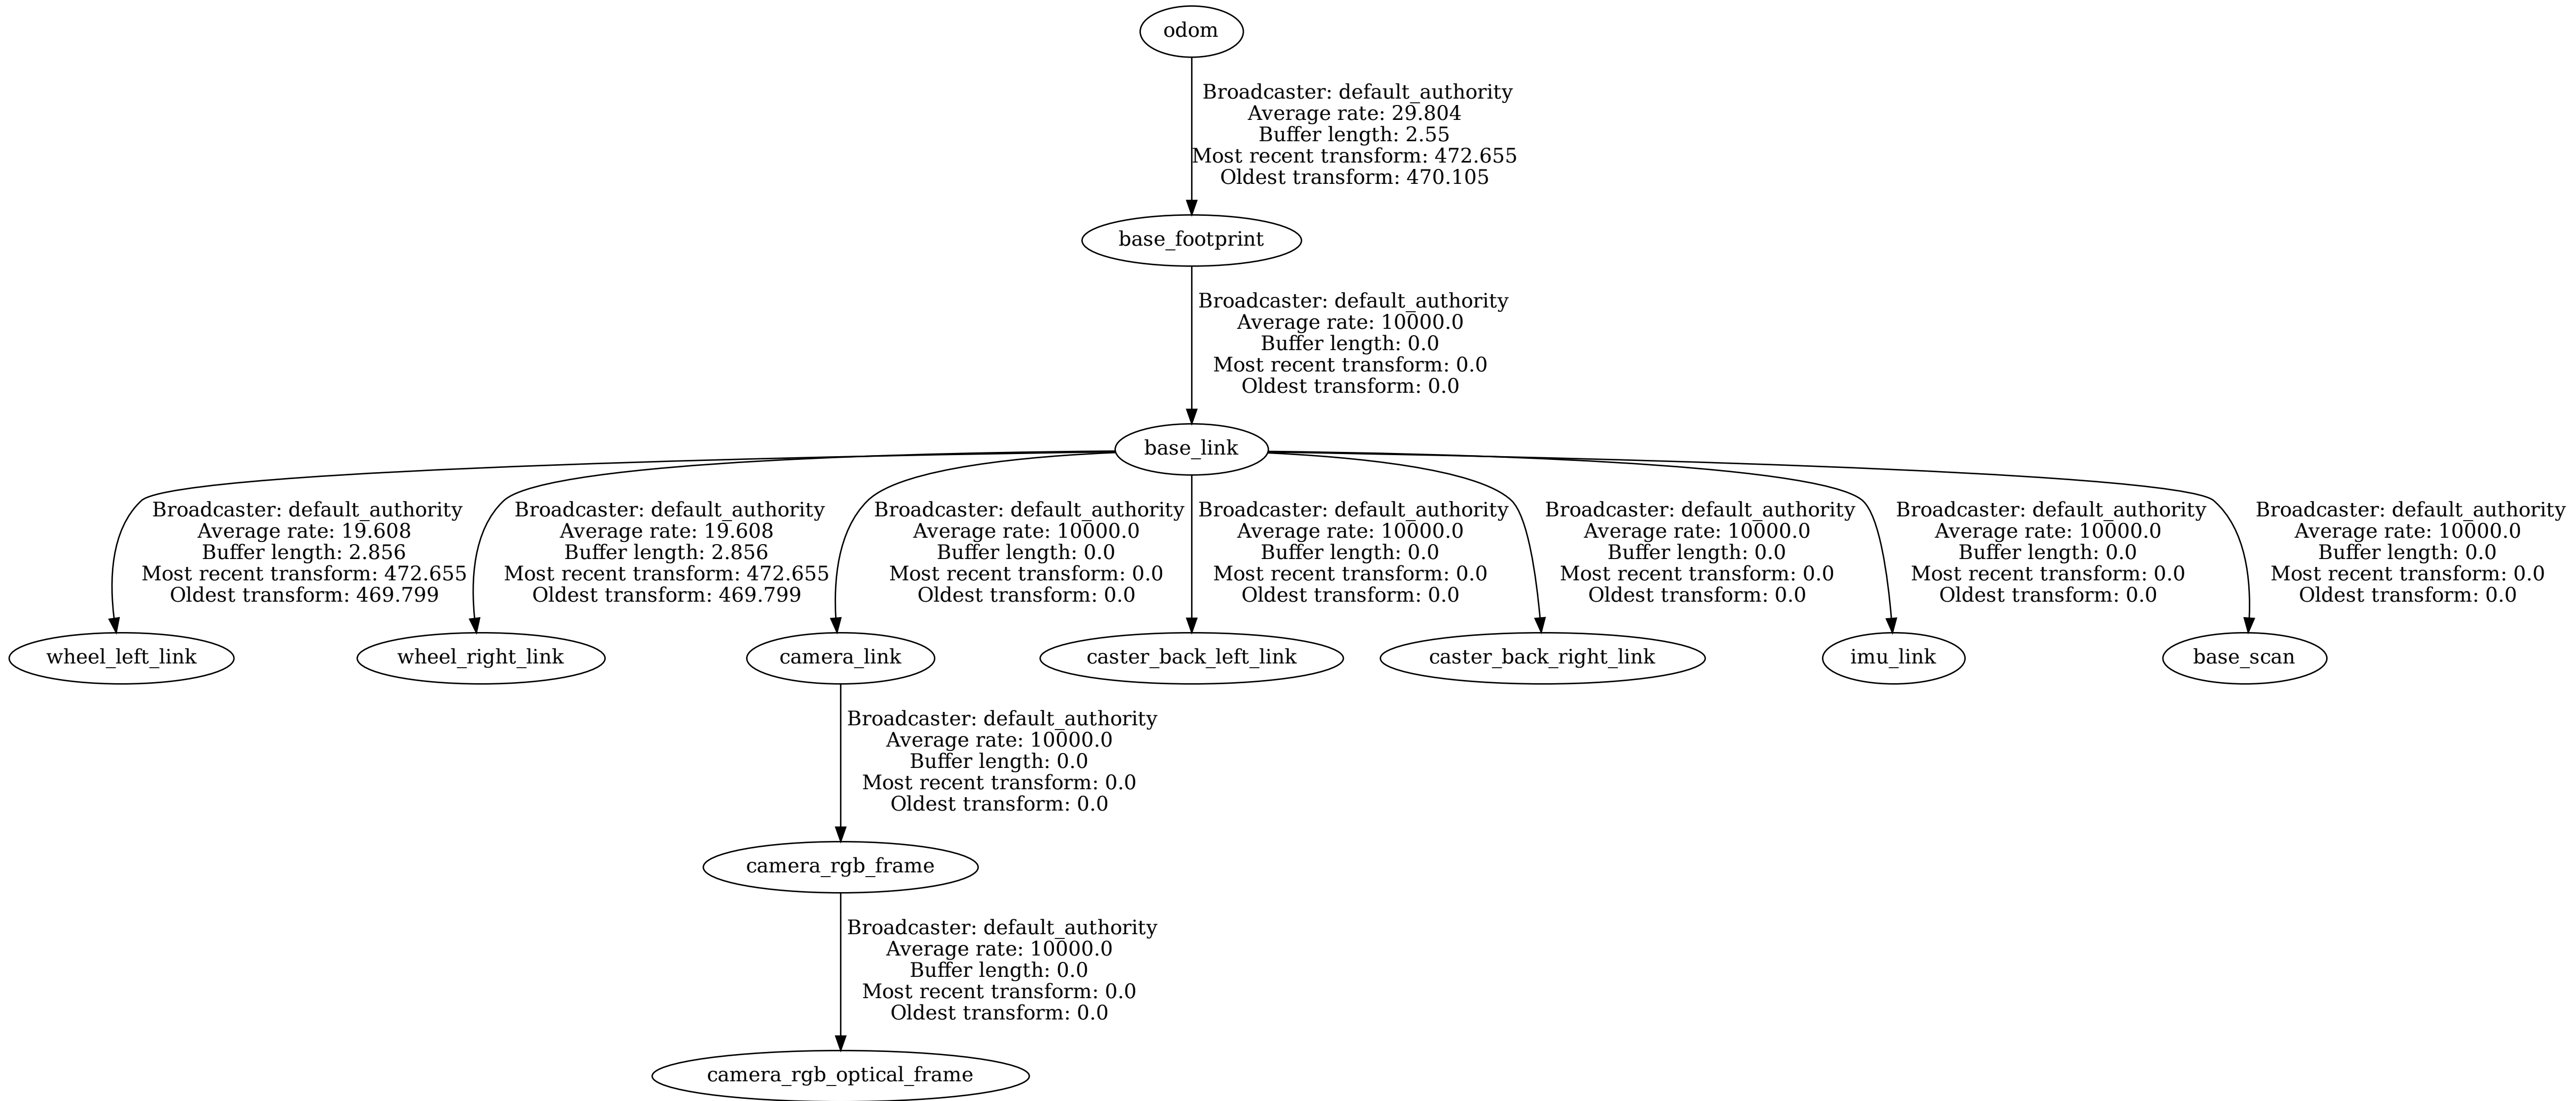 odom
Broadcaster: default_authority
Average rate: 29.804
Buffer length: 2.55
Most recent transform: 472.655
Oldest transform: 470.105
base_footprint
Broadcaster: default_authority
Average rate: 10000.0
Buffer length: 0.0
Most recent transform: 0.0
Oldest transform: 0.0
base_link
Broadcaster: default_authority
Average rate: 19.608
Buffer length: 2.856
Most recent transform: 472.655
Oldest transform: 469.799
Broadcaster: default_authority
Average rate: 19.608
Buffer length: 2.856
Most recent transform: 472.655
Oldest transform: 469.799
Broadcaster: default_authority
Average rate: 10000.0
Buffer length: 0.0
Most recent transform: 0.0
Oldest transform: 0.0
Broadcaster: default_authority
Average rate: 10000.0
Buffer length: 0.0
Most recent transform: 0.0
Oldest transform: 0.0
Broadcaster: default_authority
Average rate: 10000.0
Buffer length: 0.0
Most recent transform: 0.0
Oldest transform: 0.0
Broadcaster: default_authority
Average rate: 10000.0
Buffer length: 0.0
Most recent transform: 0.0
Oldest transform: 0.0
Broadcaster: default_authority
Average rate: 10000.0
Buffer length: 0.0
Most recent transform: 0.0
Oldest transform: 0.0
wheel_left_link
wheel_right_link
camera_link
caster_back_left_link
caster_back_right_link
imu_link
base_scan
Broadcaster: default_authority
Average rate: 10000.0
Buffer length: 0.0
Most recent transform: 0.0
Oldest transform: 0.0
camera_rgb_frame
Broadcaster: default_authority
Average rate: 10000.0
Buffer length: 0.0
Most recent transform: 0.0
Oldest transform: 0.0
camera_rgb_optical_frame